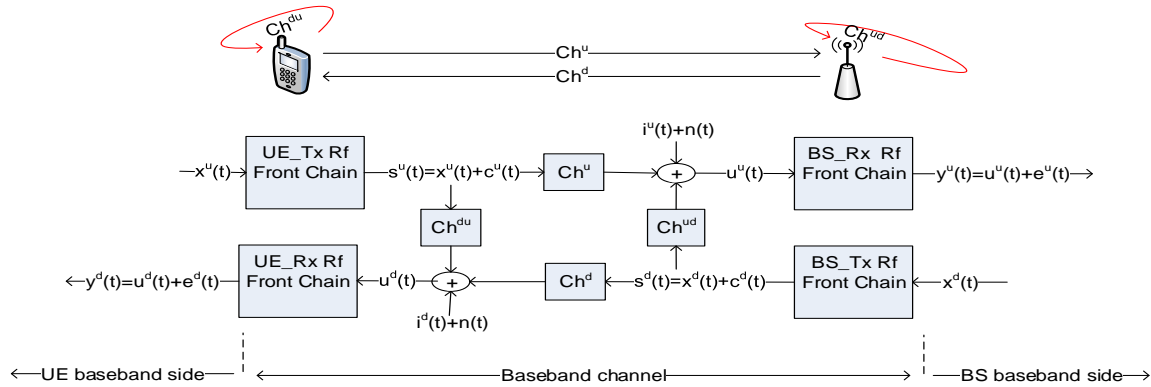 Ch^du
Ch^ud
Ch^u
Ch^d
i^u(t)+n(t)
x^u(t)
UE_Tx Rf
Front Chain
s^u(t)=x^u(t)+c^u(t)
Ch^u
+
u^u(t)
BS_Rx Rf
Front Chain
y^u(t)=u^u(t)+e^u(t)
Ch^du
Ch^ud
y^d(t)=u^d(t)+e^d(t)
UE_Rx Rf
Front Chain
u^d(t)
+
Ch^d
s^d(t)=x^d(t)+c^d(t)
BS_Tx Rf
Front Chain
x^d(t)
i^d(t)+n(t)
UE baseband side
Baseband channel
BS baseband side